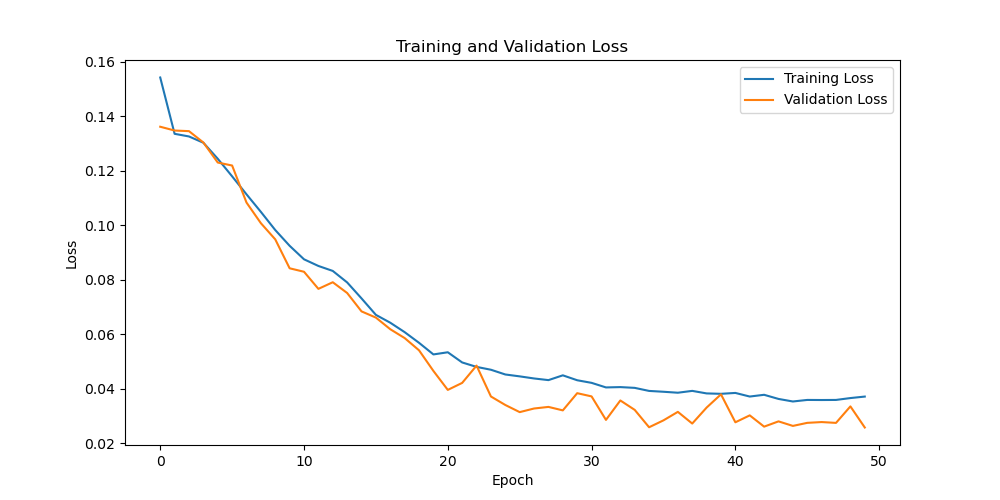 Training and Validation Loss
Training Loss
Validation Loss
Loss
0.16
0.14
0.12
0.10
0.08
0.06
0.04
0.02
0 10 20 30 40 50
Epoch